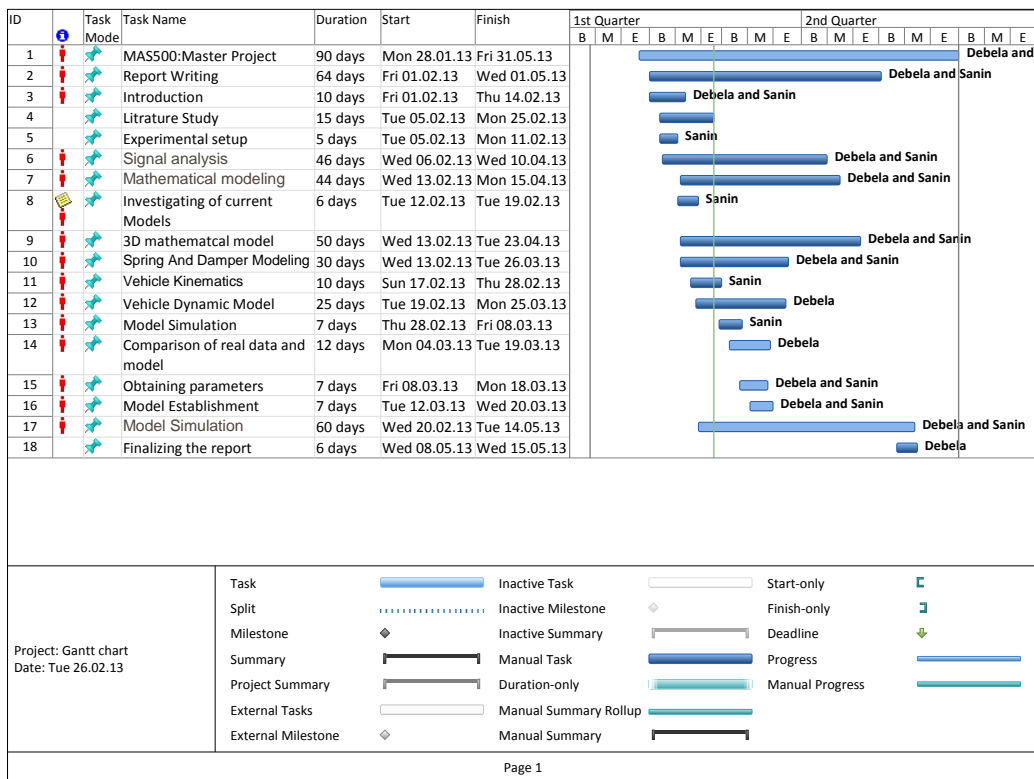 ID Task Mode Task Name Duration Start Finish 1st Quarter 2nd Quarter
B M E B M E B M E B M E B M E
1 MAS500:Master Project 90 days Mon 28.01.13 Fri 31.05.13 Debela and
2 Report Writing 64 days Fri 01.02.13 Wed 01.05.13 Debela and Sanin
3 Introduction 10 days Fri 01.02.13 Thu 14.02.13 Debela and Sanin
4 Litrature Study 15 days Tue 05.02.13 Mon 25.02.13
5 Experimental setup 5 days Tue 05.02.13 Mon 11.02.13 Sanin
6 Signal analysis 46 days Wed 06.02.13 Wed 10.04.13 Debela and Sanin
7 Mathematical modeling 44 days Wed 13.02.13 Mon 15.04.13 Debela and Sanin
8 Investigating of current 6 days Tue 12.02.13 Tue 19.02.13 Sanin
Models
9 3D mathematcal model 50 days Wed 13.02.13 Tue 23.04.13 Debela and Sanin
10 Spring And Damper Modeling 30 days Wed 13.02.13 Tue 26.03.13 Debela and Sanin
11 Vehicle Kinematics 10 days Sun 17.02.13 Thu 28.02.13 Sanin
12 Vehicle Dynamic Model 25 days Tue 19.02.13 Mon 25.03.13 Debela
13 Model Simulation 7 days Thu 28.02.13 Fri 08.03.13 Sanin
14 Comparison of real data and 12 days Mon 04.03.13 Tue 19.03.13 Debela
model
15 Obtaining parameters 7 days Fri 08.03.13 Mon 18.03.13 Debela and Sanin
16 Model Establishment 7 days Tue 12.03.13 Wed 20.03.13 Debela and Sanin
17 Model Simulation 60 days Wed 20.02.13 Tue 14.05.13 Debela and Sanin
18 Finalizing the report 6 days Wed 08.05.13 Wed 15.05.13 Debela
Project: Gantt chart
Date: Tue 26.02.13
Task Inactive Task Start-only
Split Inactive Milestone Finish-only
Milestone Inactive Summary Deadline
Summary Manual Task Progress
Project Summary Duration-only Manual Progress
External Tasks Manual Summary Rollup
External Milestone Manual Summary
Page 1